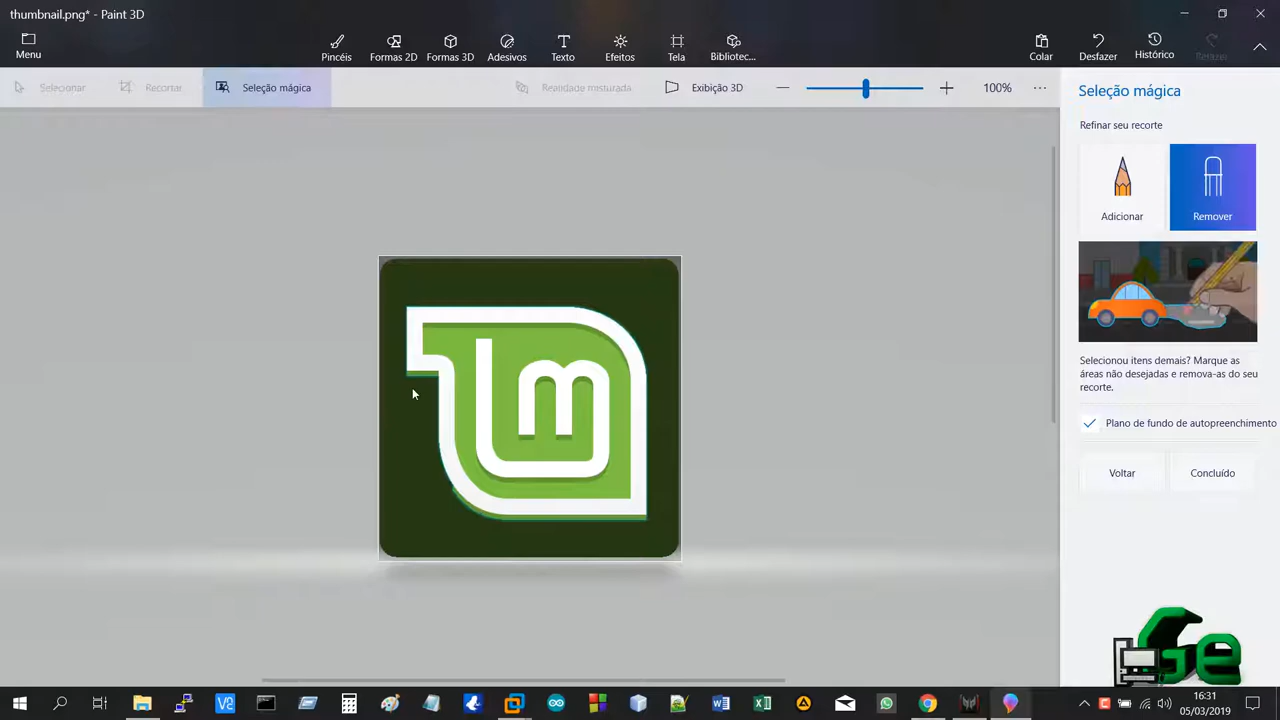 thumbnail.png* - Paint 3D
Menu
Pincéis
Formas 2D
Formas 3D
Adesivos
Texto
Efeitos
Tela
Bibliotec...
Colar
Desfazer
Histórico
Refazer
Selecionar
Recortar
Seleção mágica
Realidade misturada
Exibição 3D
100%
Seleção mágica
Refinar seu recorte
Adicionar
Remover
Selecionou itens demais? Marque as
áreas não desejadas e remova-as do seu
recorte.
Plano de fundo de autopreenchimento
Voltar
Concluído
lm
Ge
16:31
05/03/2019